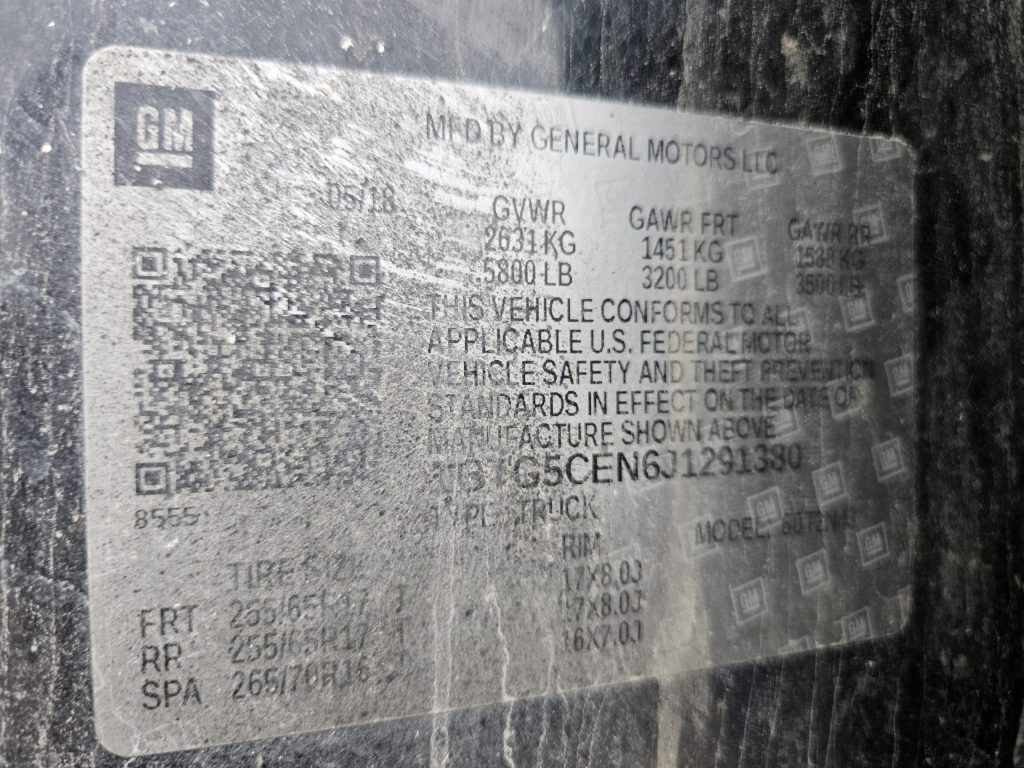 GM
MFD BY GENERAL MOTORS LLC
05/18
GVWR GAWR FRT GAWR RR
2631 KG 1451 KG 1588 KG
5800 LB 3200 LB 3500 LB
THIS VEHICLE CONFORMS TO ALL
APPLICABLE U.S. FEDERAL MOTOR
VEHICLE SAFETY AND THEFT PREVENTION
STANDARDS IN EFFECT ON THE DATE OF
MANUFACTURE SHOWN ABOVE
1GTG5CEN6J1291380
8555
TYPE: TRUCK
MODEL:
TIRE SIZE RIM
FRT 255/65R17 17X8.0J
RR 255/65R17 17X8.0J
SPA 265/70R16 16X7.0J